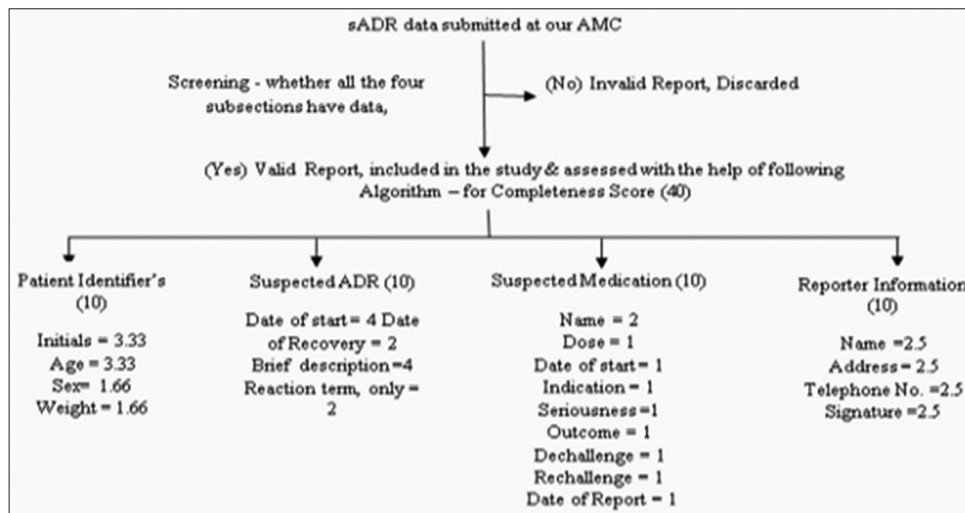 sADR data submitted at our AMC
Screening - whether all the four
subsections have data,
(No) Invalid Report, Discarded
(Yes) Valid Report, included in the study & assessed with the help of following
Algorithm – for Completeness Score (40)
Patient Identifier's
(10)
Initials = 3.33
Age = 3.33
Sex= 1.66
Weight = 1.66
Suspected ADR (10)
Date of start= 4 Date
of Recovery = 2
Brief description =4
Reaction term, only =
2
Suspected Medication (10)
Name = 2
Dose = 1
Date of start= 1
Indication = 1
Seriousness =1
Outcome = 1
Dechallenge = 1
Rechallenge = 1
Date of Report = 1
Reporter Information
(10)
Name =2.5
Address = 2.5
Telephone No. =2.5
Signature =2.5